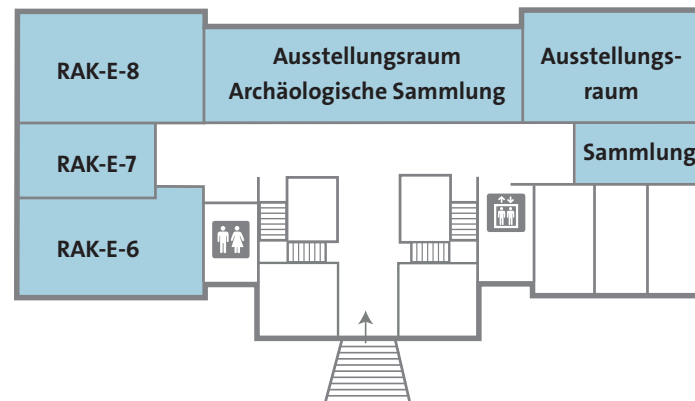 RAK-E-8
Ausstellungsraum
Archäologische Sammlung
Ausstellungs-
raum
RAK-E-7
Sammlung
RAK-E-6